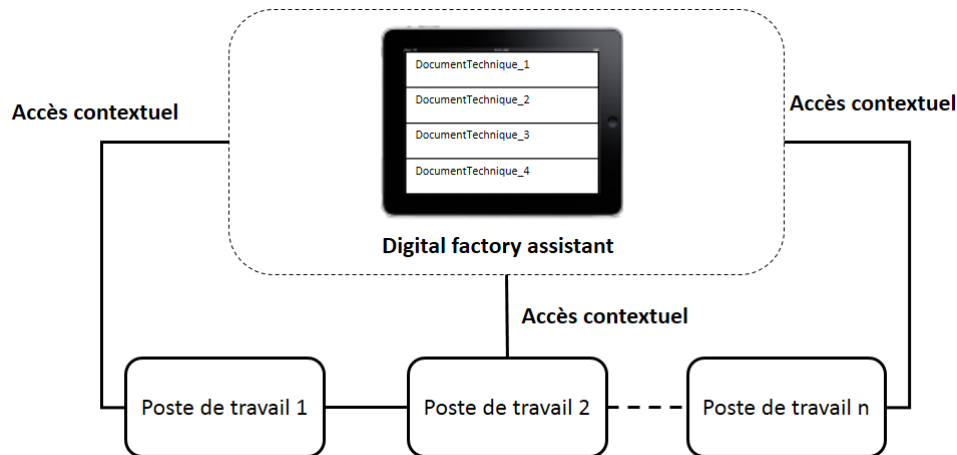 DocumentTechnique_1
DocumentTechnique_2
DocumentTechnique_3
DocumentTechnique_4
Accès contextuel
Accès contextuel
Digital factory assistant
Accès contextuel
Poste de travail 1
Poste de travail 2
Poste de travail n